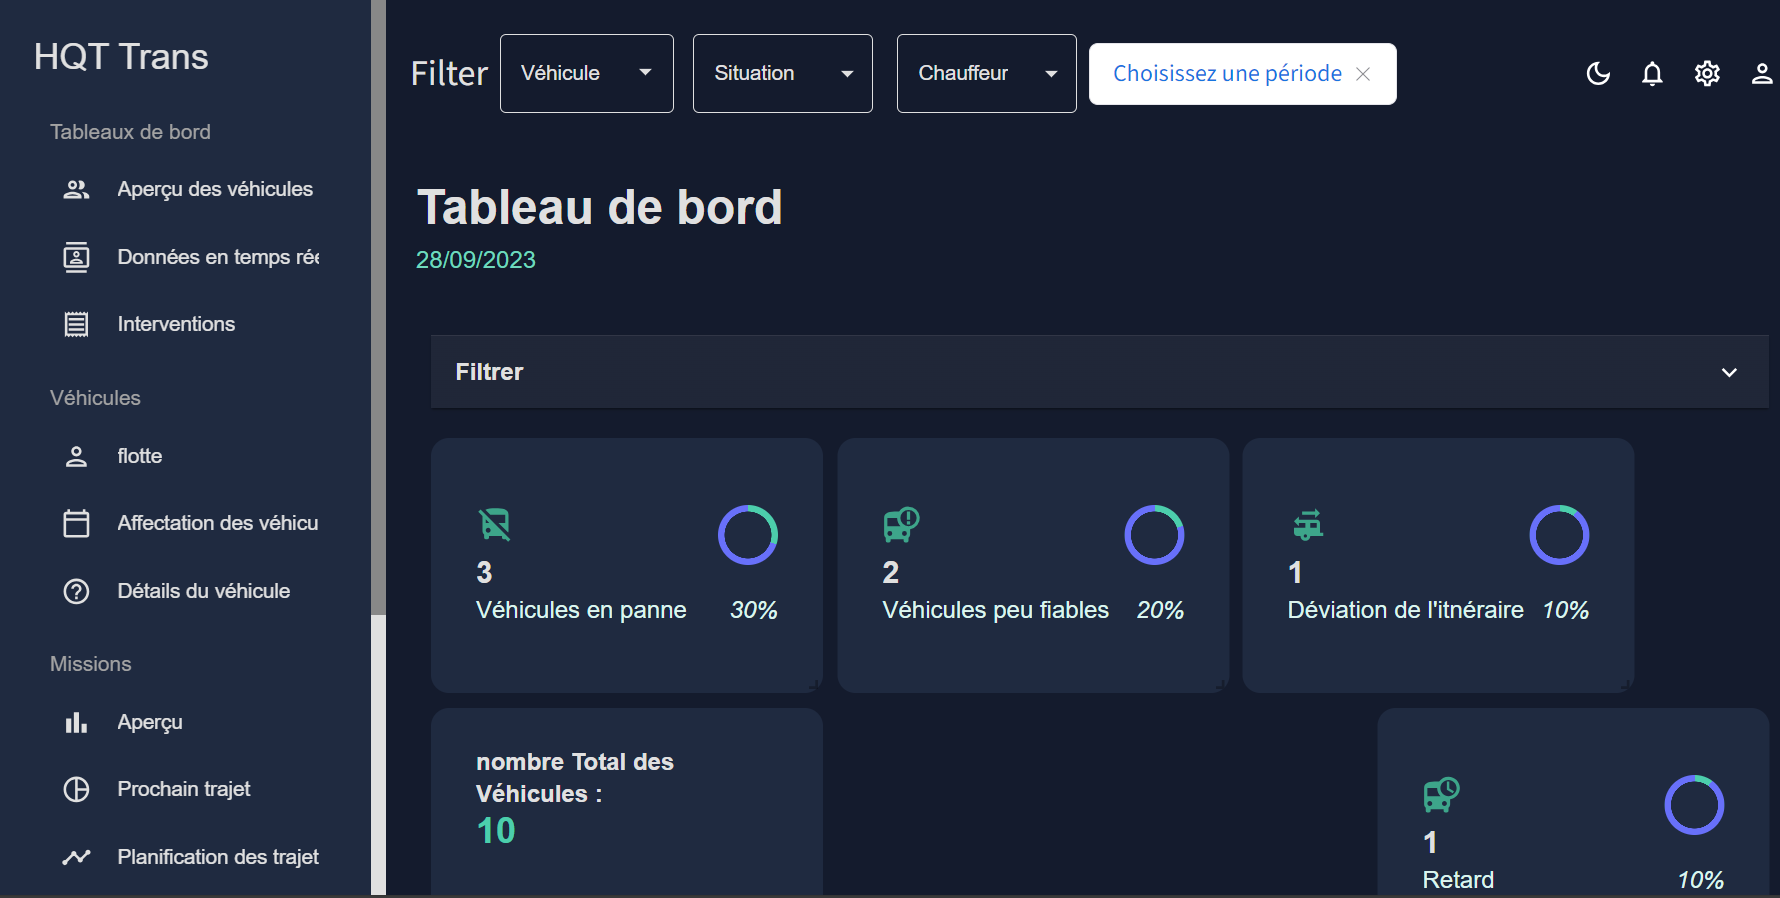 HQT Trans
Tableaux de bord
Aperçu des véhicules
Données en temps rée
Interventions
Véhicules
flotte
Affectation des véhicu
Détails du véhicule
Missions
Aperçu
Prochain trajet
Planification des trajet
Filter
Véhicule
Situation
Chauffeur
Choisissez une période
Tableau de bord
28/09/2023
Filtrer
3
Véhicules en panne 30%
2
Véhicules peu fiables 20%
1
Déviation de l'itnéraire 10%
nombre Total des
Véhicules :
10
1
Retard 10%